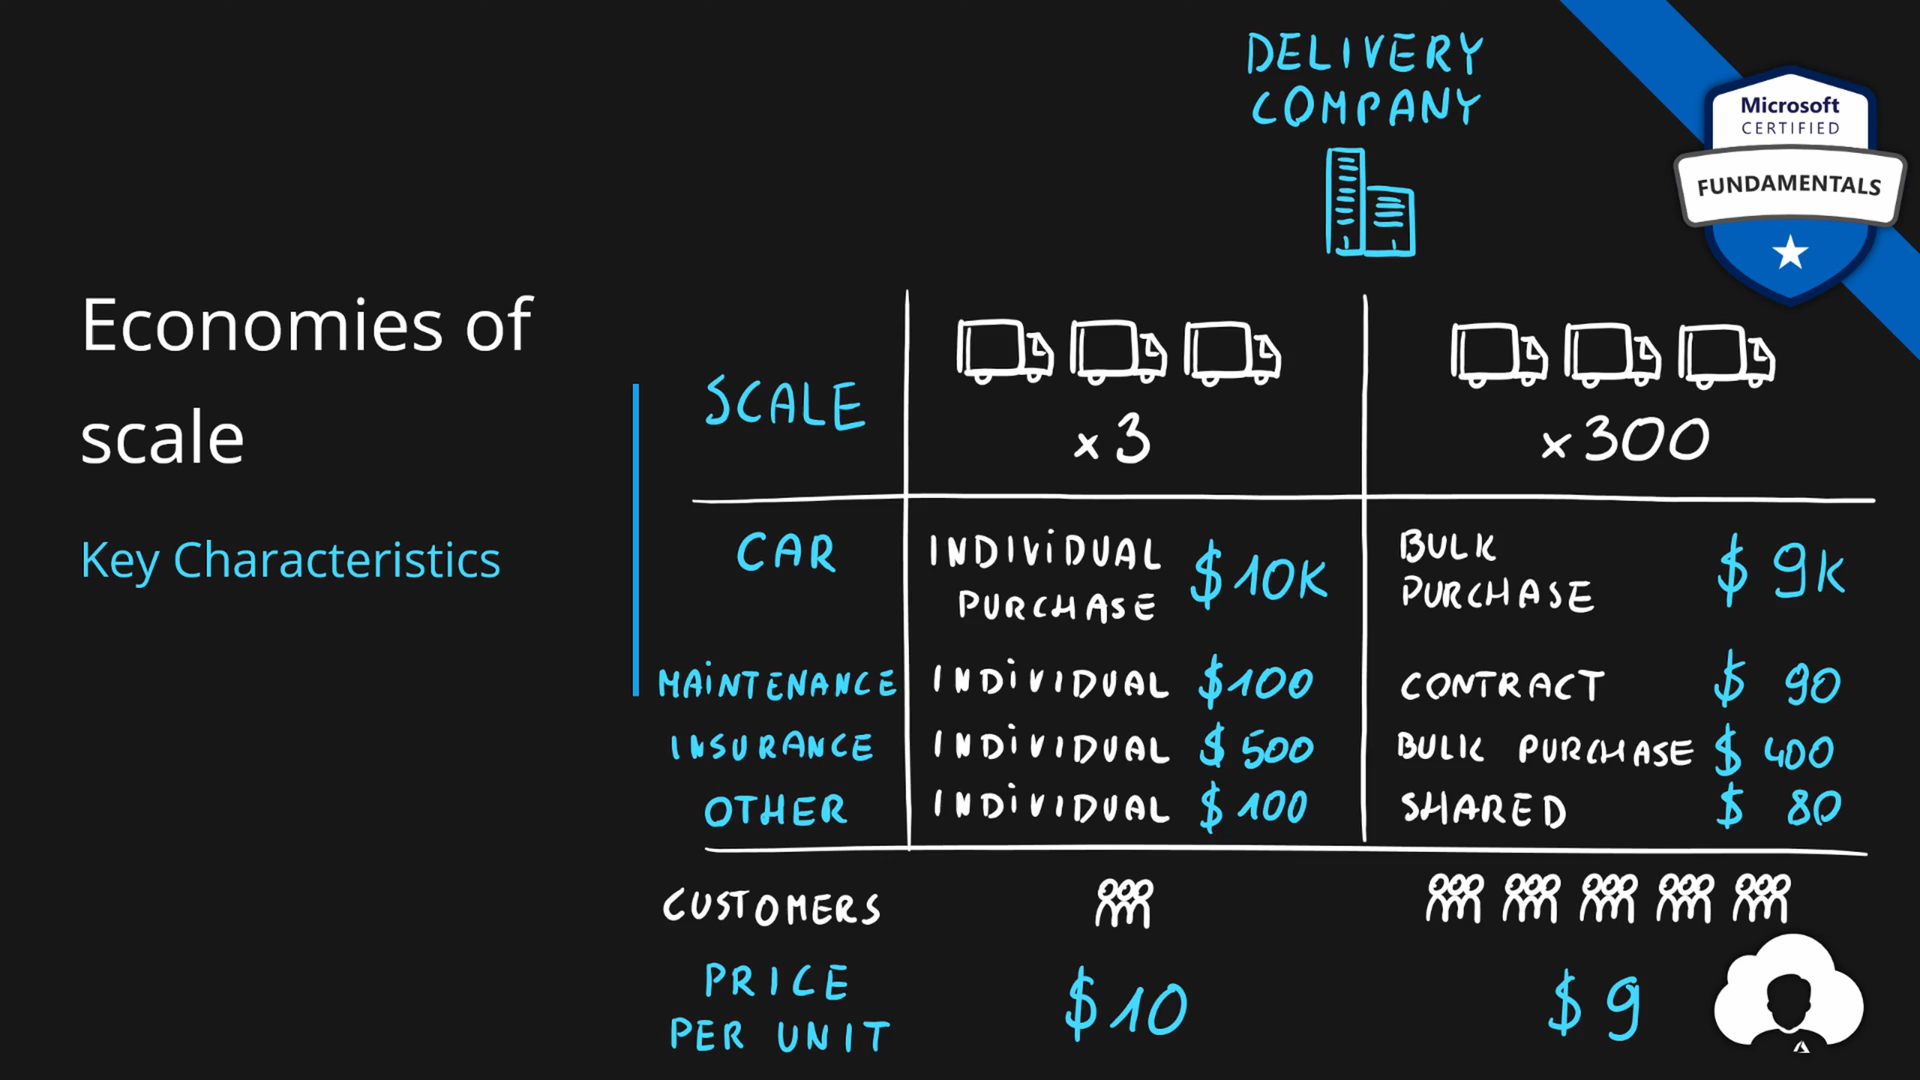 DELIVERY
COMPANY
Microsoft
CERTIFIED
FUNDAMENTALS
Economies of
scale
Key Characteristics
SCALE
x 3
x 300
CAR
INDIVIDUAL
PURCHASE
$10K
BULK
PURCHASE
$ 9K
MAINTENANCE INDIVIDUAL $100 CONTRACT $ 90
INSURANCE INDIVIDUAL $ 500 BULK PURCHASE $ 400
OTHER INDIVIDUAL $ 100 SHARED $ 80
CUSTOMERS
PRICE
PER UNIT
$10
$ 9